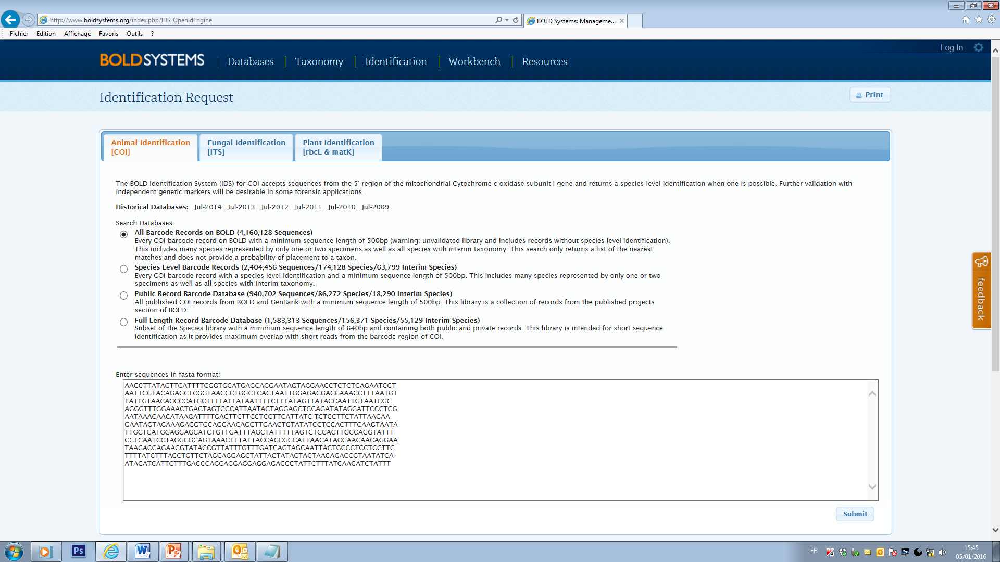 http://www.boldsystems.org/index.php/IDS_OpenIdEngine
BOLD Systems: Manageme...
Fichier Edition Affichage Favoris Outils ?
Log In
BOLDSYSTEMS Databases Taxonomy Identification Workbench Resources
Identification Request
Print
Animal Identification [COI]
Fungal Identification [ITS]
Plant Identification [rbcL & matK]
The BOLD Identification System (IDS) for COI accepts sequences from the 5' region of the mitochondrial Cytochrome c oxidase subunit I gene and returns a species-level identification when one is possible. Further validation with
independent genetic markers will be desirable in some forensic applications.
Historical Databases: Jul-2014 Jul-2013 Jul-2012 Jul-2011 Jul-2010 Jul-2009
Search Databases:
All Barcode Records on BOLD (4,160,128 Sequences)
Every COI barcode record on BOLD with a minimum sequence length of 500bp (warning: unvalidated library and includes records without species level identification).
This includes many species represented by only one or two specimens as well as all species with interim taxonomy. This search only returns a list of the nearest
matches and does not provide a probability of placement to a taxon.
Species Level Barcode Records (2,404,456 Sequences/174,128 Species/63,799 Interim Species)
Every COI barcode record with a species level identification and a minimum sequence length of 500bp. This includes many species represented by only one or two
specimens as well as all species with interim taxonomy.
Public Record Barcode Database (940,702 Sequences/86,272 Species/18,290 Interim Species)
All published COI records from BOLD and GenBank with a minimum sequence length of 500bp. This library is a collection of records from the published projects
section of BOLD.
Full Length Record Barcode Database (1,583,313 Sequences/156,371 Species/55,129 Interim Species)
Subset of the Species library with a minimum sequence length of 640bp and containing both public and private records. This library is intended for short sequence
identification as it provides maximum overlap with short reads from the barcode region of COI.
feedback
Enter sequences in fasta format:
AACCTTATACTTCATTTTCGGTGCATGAGCAGGAATAGTAGGAACCTCTCTCAGAATCCT
AATTCGTACAGAGCTCGGTAACCCTGGCTCACTAATTGGAGACGACCAAACCTTTAATGT
TATTGTAACAGCCCATGCTTTTATTATAATTTTCTTTATAGTTATACCAATTGTAATCGG
AGGGTTTGGAAACTGACTAGTCCCATTAATACTAGGAGCTCCAGATATAGCATTCCCTCG
AATAAACAACATAAGATTTTGACTTCTTCCTCCTTCATTATC-TCTCCTTCTATTAAGAA
GAATAGTAGAAAGAGGTGCAGGAACAGGTTGAACTGTATATCCTCCACTTTCAAGTAATA
TTGCTCATGGAGGAGCATCTGTTGATTTAGCTATTTTTAGTCTCCACTTGGCAGGTATTT
CCTCAATCCTAGGCGCAGTAAACTTTATTACCACCGCCATTAACATACGAACAACAGGAA
TAACACCAGAACGTATACCGTTATTTGTTTGATCAGTAGCAATTACTGCCCTCCTCCTTC
TTTTATCTTTACCTGTTCTAGCAGGAGCTATTACTATACTACTAACAGACCGTAATATCA
ATACATCATTCTTTGACCCAGCAGGAGGAGGAGACCCTATTCTTTATCAACATCTATTT
Submit
Ps
FR
15:45
05/01/2016